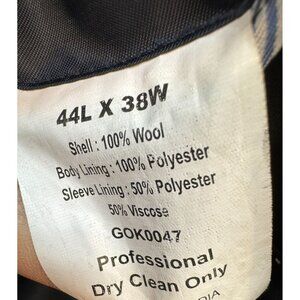 44L X 38W
Shell : 100% Wool
Body Lining : 100% Polyester
Sleeve Lining : 50% Polyester
50% Viscose
GOK0047
Professional
Dry Clean Only